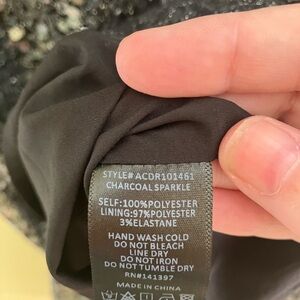 STYLE# ACDR101461
CHARCOAL SPARKLE
SELF:100%POLYESTER
LINING:97%POLYESTER
3%ELASTANE
HAND WASH COLD
DO NOT BLEACH
LINE DRY
DO NOT IRON
DO NOT TUMBLE DRY
RN#141397
MADE IN CHINA